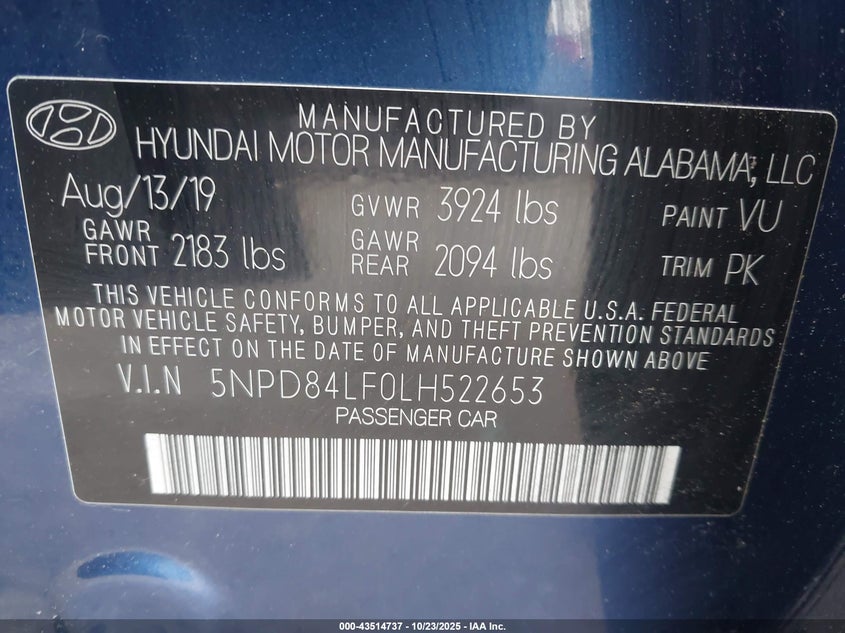 MANUFACTURED BY
HYUNDAI MOTOR MANUFACTURING ALABAMA, LLC
Aug/13/19 GVWR 3924 lbs PAINT VU
GAWR FRONT 2183 lbs GAWR REAR 2094 lbs TRIM PK
THIS VEHICLE CONFORMS TO ALL APPLICABLE U.S.A. FEDERAL
MOTOR VEHICLE SAFETY, BUMPER, AND THEFT PREVENTION STANDARDS
IN EFFECT ON THE DATE OF MANUFACTURE SHOWN ABOVE
V.I.N 5NPD84LF0LH522653
PASSENGER CAR
000-43514737 - 10/23/2025 - IAA Inc.